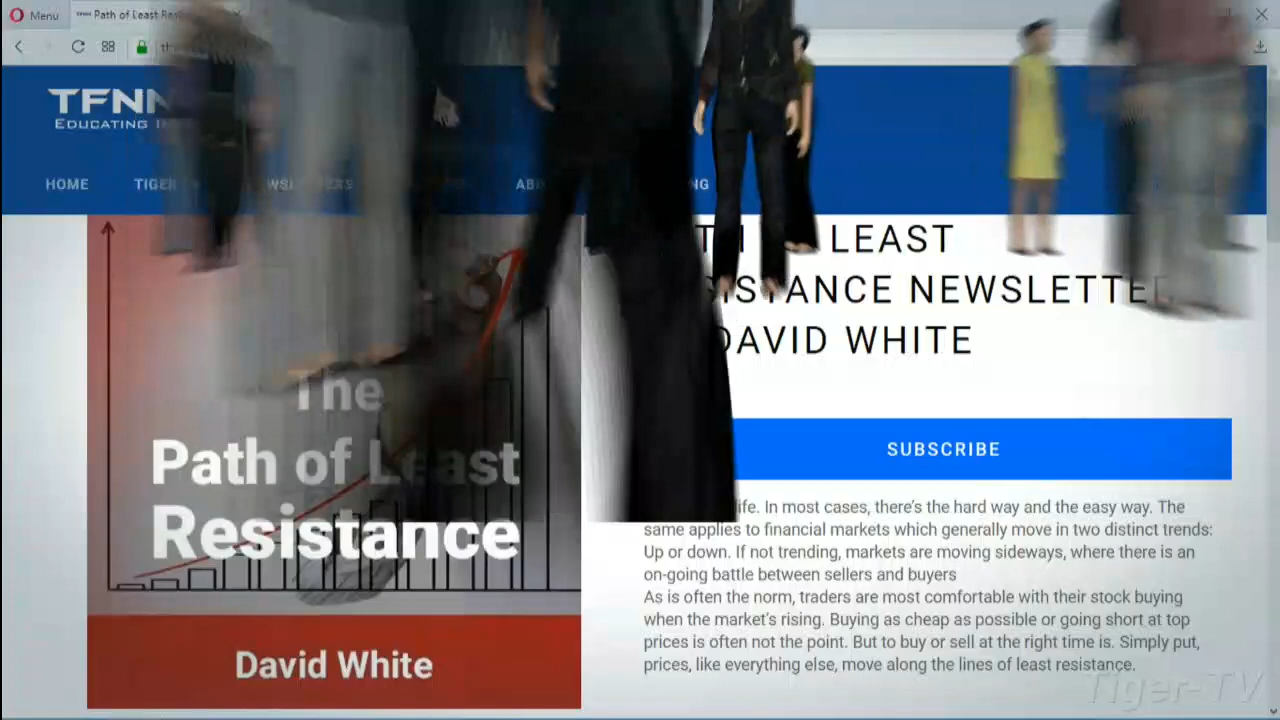 Menu
Path of Least
TFNN
EDUCATING
HOME
TIGER
LEAST
NEWSLETTE
DAVID WHITE
SUBSCRIBE
The
Path of Least
Resistance
David White
life. In most cases, there's the hard way and the easy way. The
same applies to financial markets which generally move in two distinct trends:
Up or down. If not trending, markets are moving sideways, where there is an
on-going battle between sellers and buyers
As is often the norm, traders are most comfortable with their stock buying
when the market's rising. Buying as cheap as possible or going short at top
prices is often not the point. But to buy or sell at the right time is. Simply put,
prices, like everything else, move along the lines of least resistance.
Tiger-TV